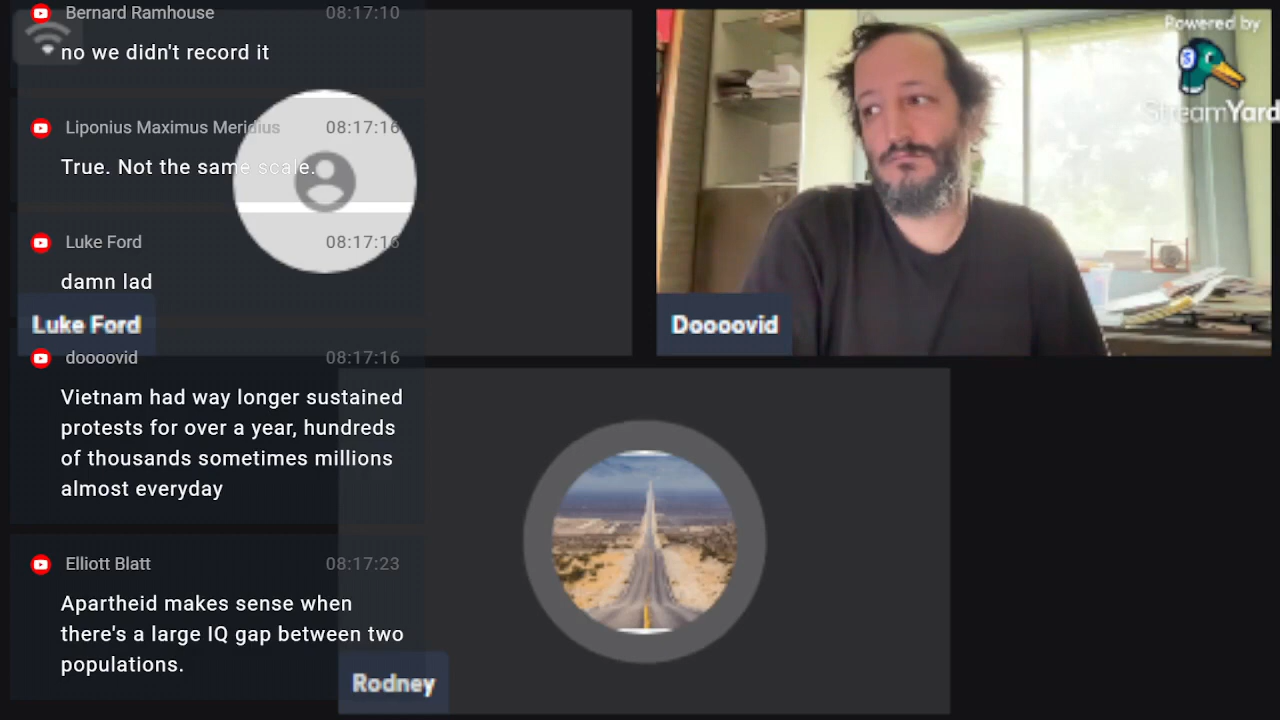 Bernard Ramhouse 08:17:10
no we didn't record it
Liponius Maximus Meridius 08:17:16
True. Not the same scale.
Luke Ford 08:17:16
damn lad
Luke Ford
doooovid 08:17:16
Vietnam had way longer sustained
protests for over a year, hundreds
of thousands sometimes millions
almost everyday
Elliott Blatt 08:17:23
Apartheid makes sense when
there's a large IQ gap between two
populations.
Powered by
StreamYard
Doooovid
Rodney